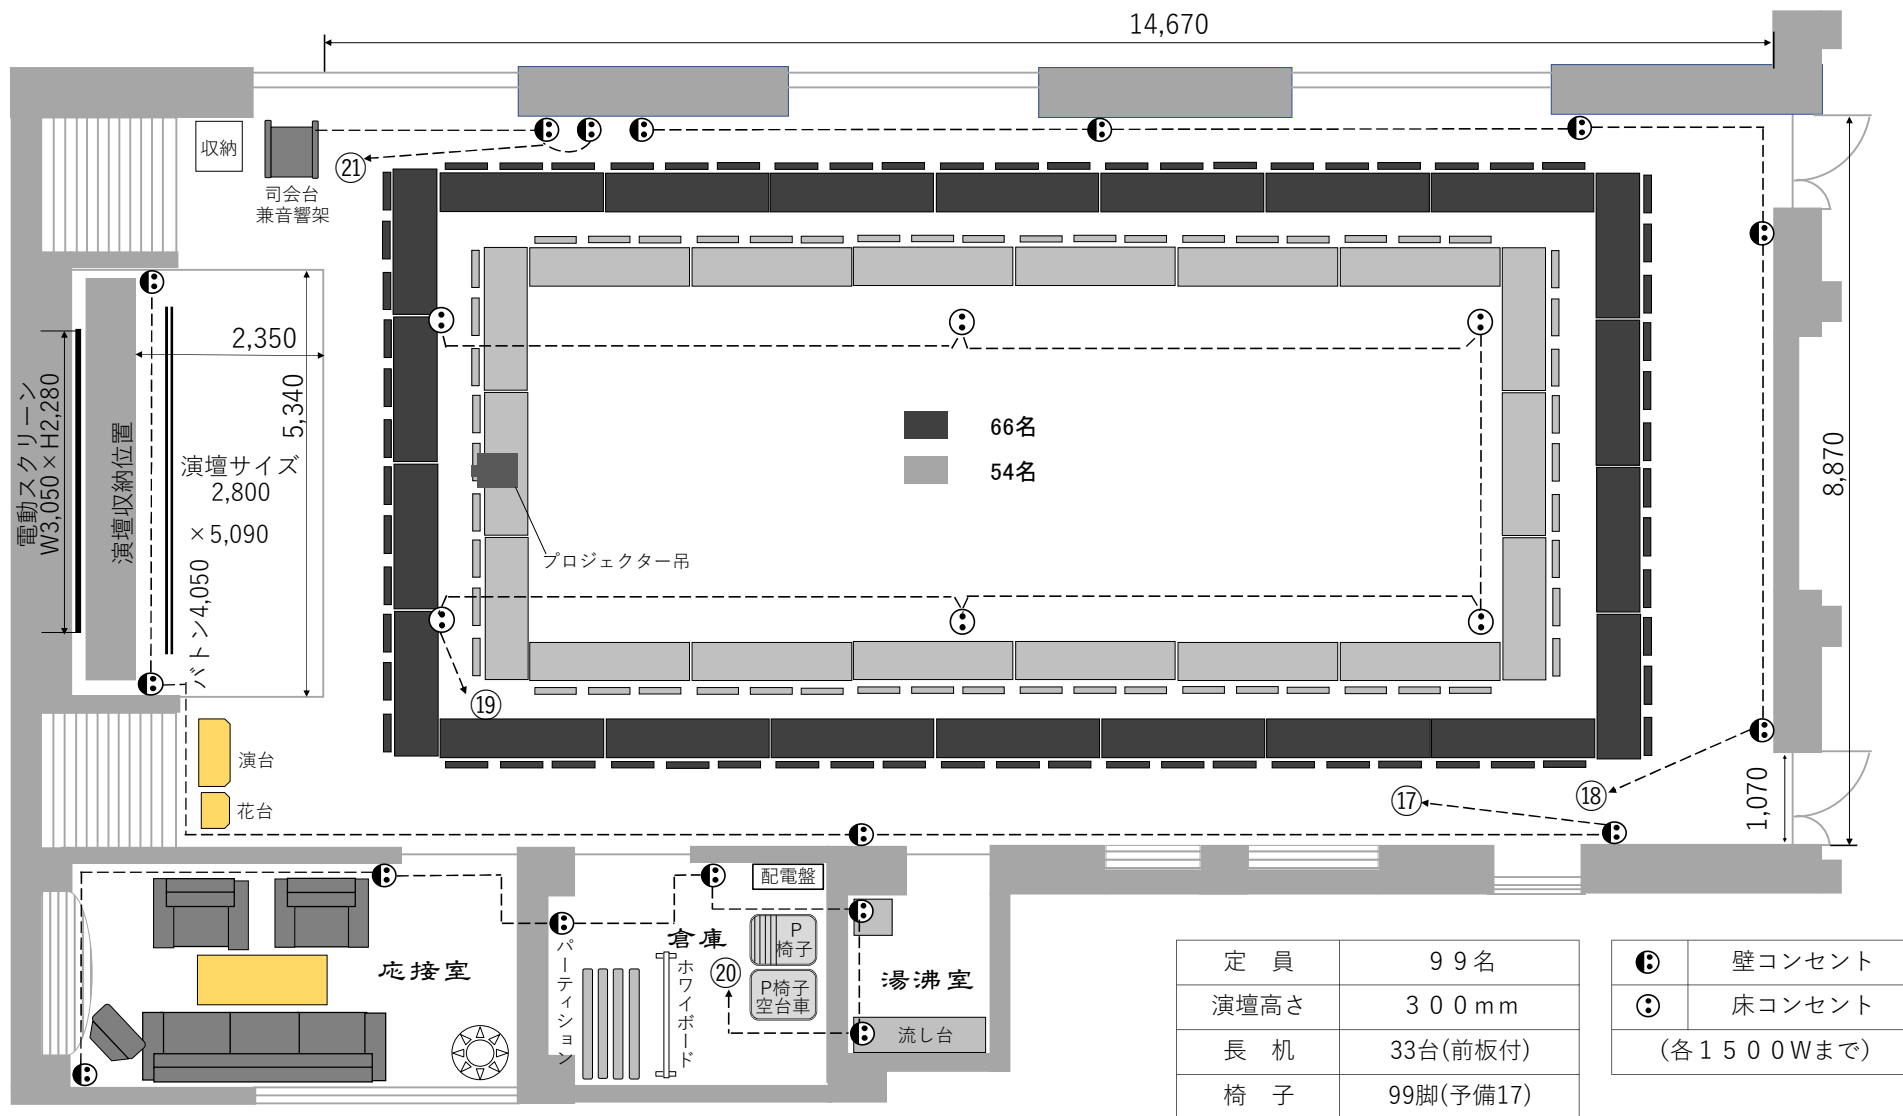 14,670
収納
司会台
兼音響架
㉑
2,350
5,340
電動スクリーン
W3,050×H2,280
演壇収納位置
演壇サイズ
2,800
×5,090
バトン4,050
66名
54名
プロジェクター吊
8,870
⑲
演台
花台
⑰
⑱
1,070
配電盤
応接室
パーティション
倉庫
ホワイボード
⑳
P
椅子
P椅子
空台車
湯沸室
流し台
定　員 ９９名
演壇高さ ３００mm
長　机 33台(前板付)
椅　子 99脚(予備17)
壁コンセント
床コンセント
(各１５００Wまで)